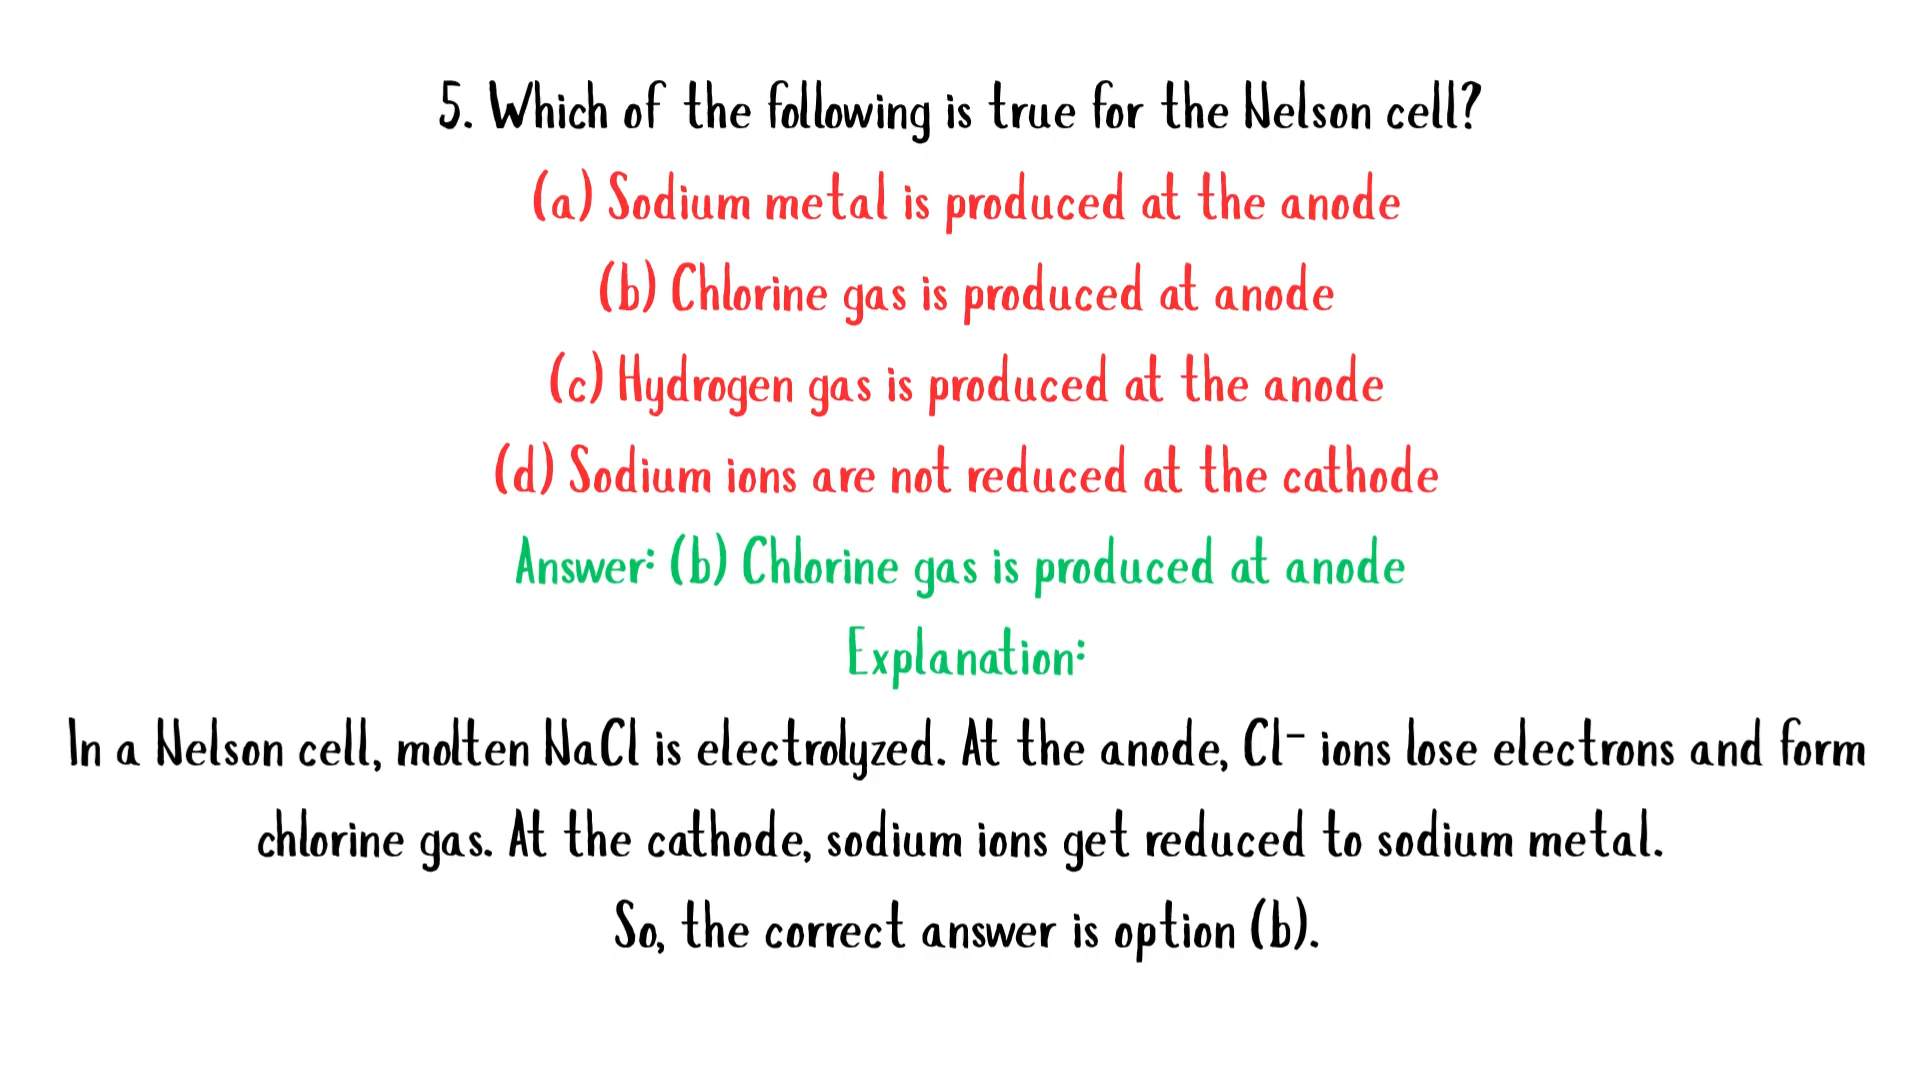 5. Which of the following is true for the Nelson cell?
(a) Sodium metal is produced at the anode
(b) Chlorine gas is produced at anode
(c) Hydrogen gas is produced at the anode
(d) Sodium ions are not reduced at the cathode
Answer: (b) Chlorine gas is produced at anode
Explanation:
In a Nelson cell, molten NaCl is electrolyzed. At the anode, Cl⁻ ions lose electrons and form
chlorine gas. At the cathode, sodium ions get reduced to sodium metal.
So, the correct answer is option (b).